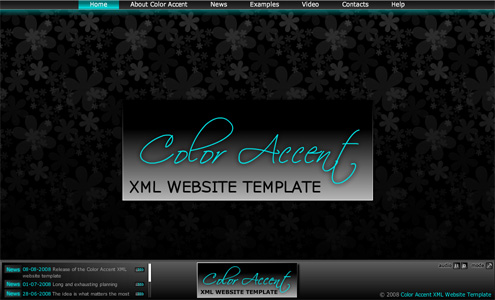 Home About Color Accent News Examples Video Contacts Help
Color Accent
XML WEBSITE TEMPLATE
News 08-08-2008 Release of the Color Accent XML
website template
News 01-07-2008 Long and exhausting planning
News 28-06-2008 The idea is what matters the most
Color Accent
XML WEBSITE TEMPLATE
© 2008 Color Accent XML Website Template